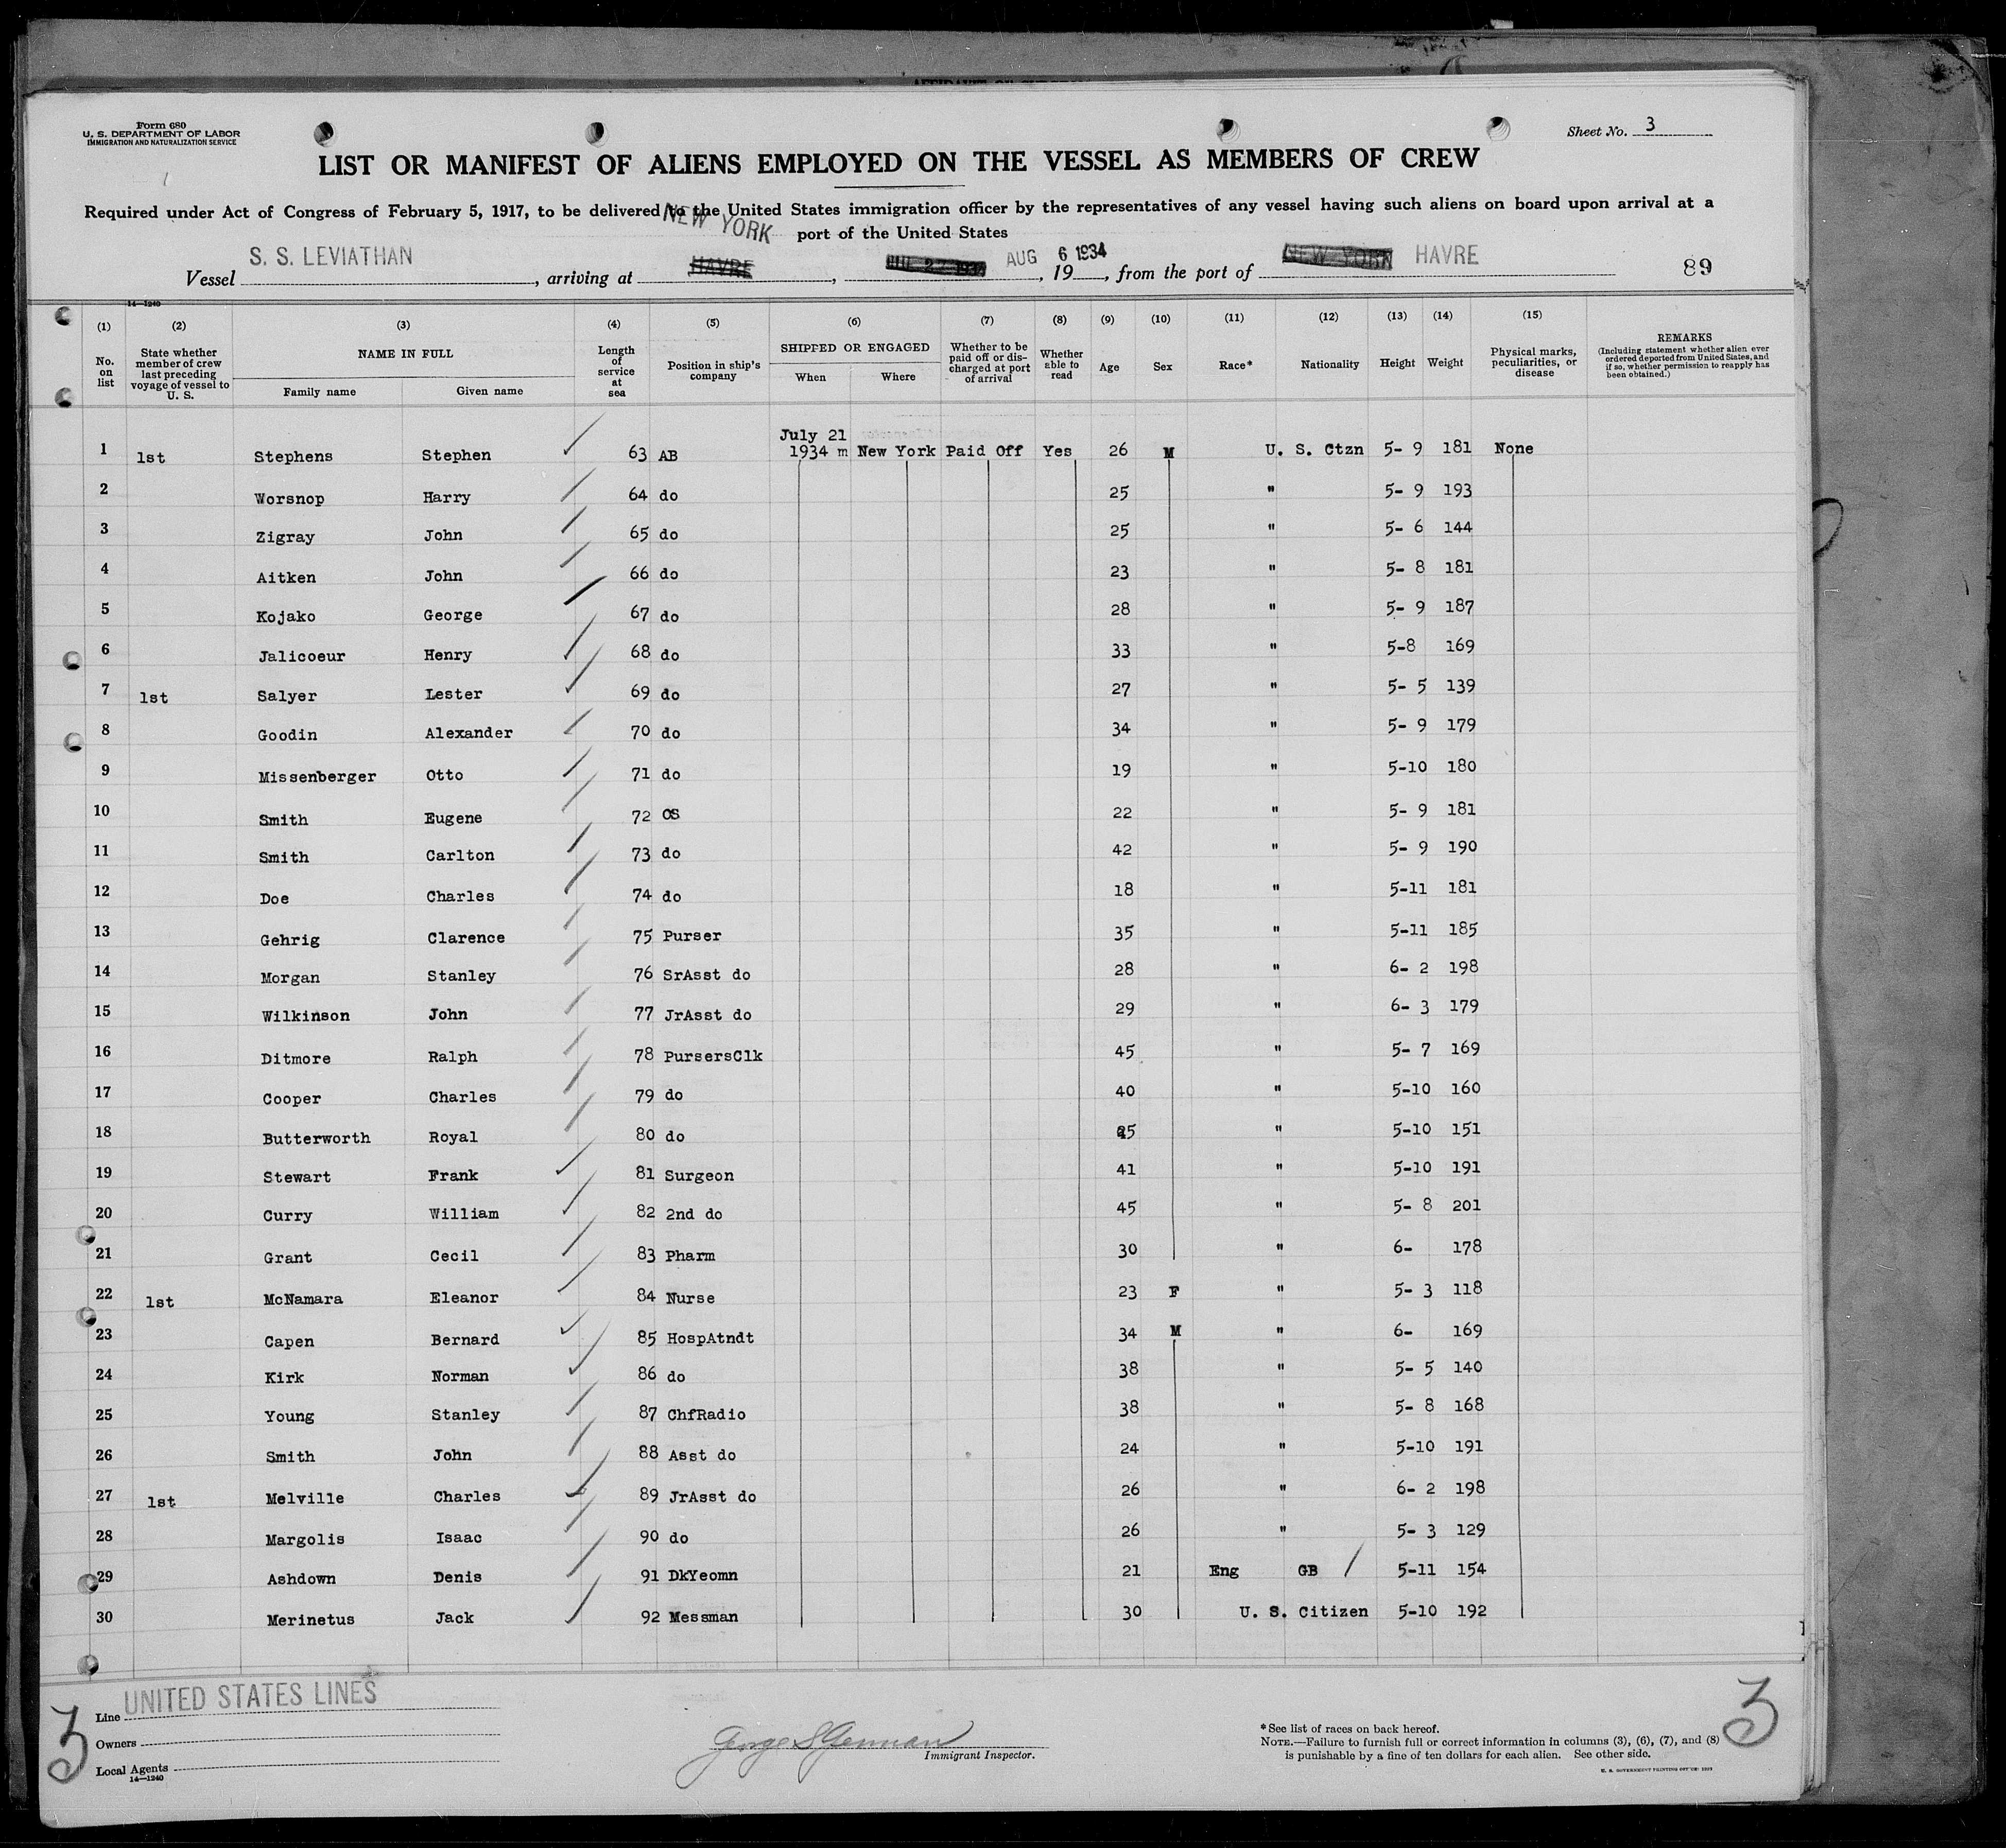 Form 680
U. S. DEPARTMENT OF LABOR
IMMIGRATION AND NATURALIZATION SERVICE
Sheet No. 3
LIST OR MANIFEST OF ALIENS EMPLOYED ON THE VESSEL AS MEMBERS OF CREW
Required under Act of Congress of February 5, 1917, to be delivered to the United States immigration officer by the representatives of any vessel having such aliens on board upon arrival at a
port of the United States
NEW YORK
Vessel S. S. LEVIATHAN, arriving at HAVRE, AUG 6 1934, 19, from the port of NEW YORK HAVRE
89
14—1240
(1) (2) (3) (4) (5) (6) (7) (8) (9) (10) (11) (12) (13) (14) (15)
No. on list
State whether member of crew last preceding voyage of vessel to U. S.
NAME IN FULL
Family name
Given name
Length of service at sea
Position in ship's company
SHIPPED OR ENGAGED
When
Where
Whether to be paid off or discharged at port of arrival
Whether able to read
Age
Sex
Race*
Nationality
Height
Weight
Physical marks, peculiarities, or disease
REMARKS
(Including statement whether alien ever ordered deported from United States, and if so, whether permission to reapply has been obtained.)
1 1st Stephens Stephen 63 AB July 21 1934 m New York Paid Off Yes 26 M U. S. Ctzn 5- 9 181 None
2 Worsnop Harry 64 do 25 " 5- 9 193
3 Zigray John 65 do 25 " 5- 6 144
4 Aitken John 66 do 23 " 5- 8 181
5 Kojako George 67 do 28 " 5- 9 187
6 Jalicoeur Henry 68 do 33 " 5-8 169
7 1st Salyer Lester 69 do 27 " 5- 5 139
8 Goodin Alexander 70 do 34 " 5- 9 179
9 Missenberger Otto 71 do 19 " 5-10 180
10 Smith Eugene 72 OS 22 " 5- 9 181
11 Smith Carlton 73 do 42 " 5- 9 190
12 Doe Charles 74 do 18 " 5-11 181
13 Gehrig Clarence 75 Purser 35 " 5-11 185
14 Morgan Stanley 76 SrAsst do 28 " 6- 2 198
15 Wilkinson John 77 JrAsst do 29 " 6- 3 179
16 Ditmore Ralph 78 PursersClk 45 " 5- 7 169
17 Cooper Charles 79 do 40 " 5-10 160
18 Butterworth Royal 80 do " 5-10 151
19 Stewart Frank 81 Surgeon 41 " 5-10 191
20 Curry William 82 2nd do 45 " 5- 8 201
21 Grant Cecil 83 Pharm 30 " 6- 178
22 1st McNamara Eleanor 84 Nurse 23 F " 5- 3 118
23 Capen Bernard 85 HospAtndt 34 M " 6- 169
24 Kirk Norman 86 do 38 " 5- 5 140
25 Young Stanley 87 ChfRadio 38 " 5- 8 168
26 Smith John 88 Asst do 24 " 5-10 191
27 1st Melville Charles 89 JrAsst do 26 " 6- 2 198
28 Margolis Isaac 90 do 26 " 5- 3 129
29 Ashdown Denis 91 DkYeomn 21 Eng GB / 5-11 154
30 Merinetus Jack 92 Messman 30 U. S. Citizen 5-10 192
3
Line UNITED STATES LINES
Owners
Local Agents
14—1240
George S
Immigrant Inspector.
*See list of races on back hereof.
NOTE.—Failure to furnish full or correct information in columns (3), (6), (7), and (8)
is punishable by a fine of ten dollars for each alien. See other side.
U. S. GOVERNMENT PRINTING OFFICE:
3